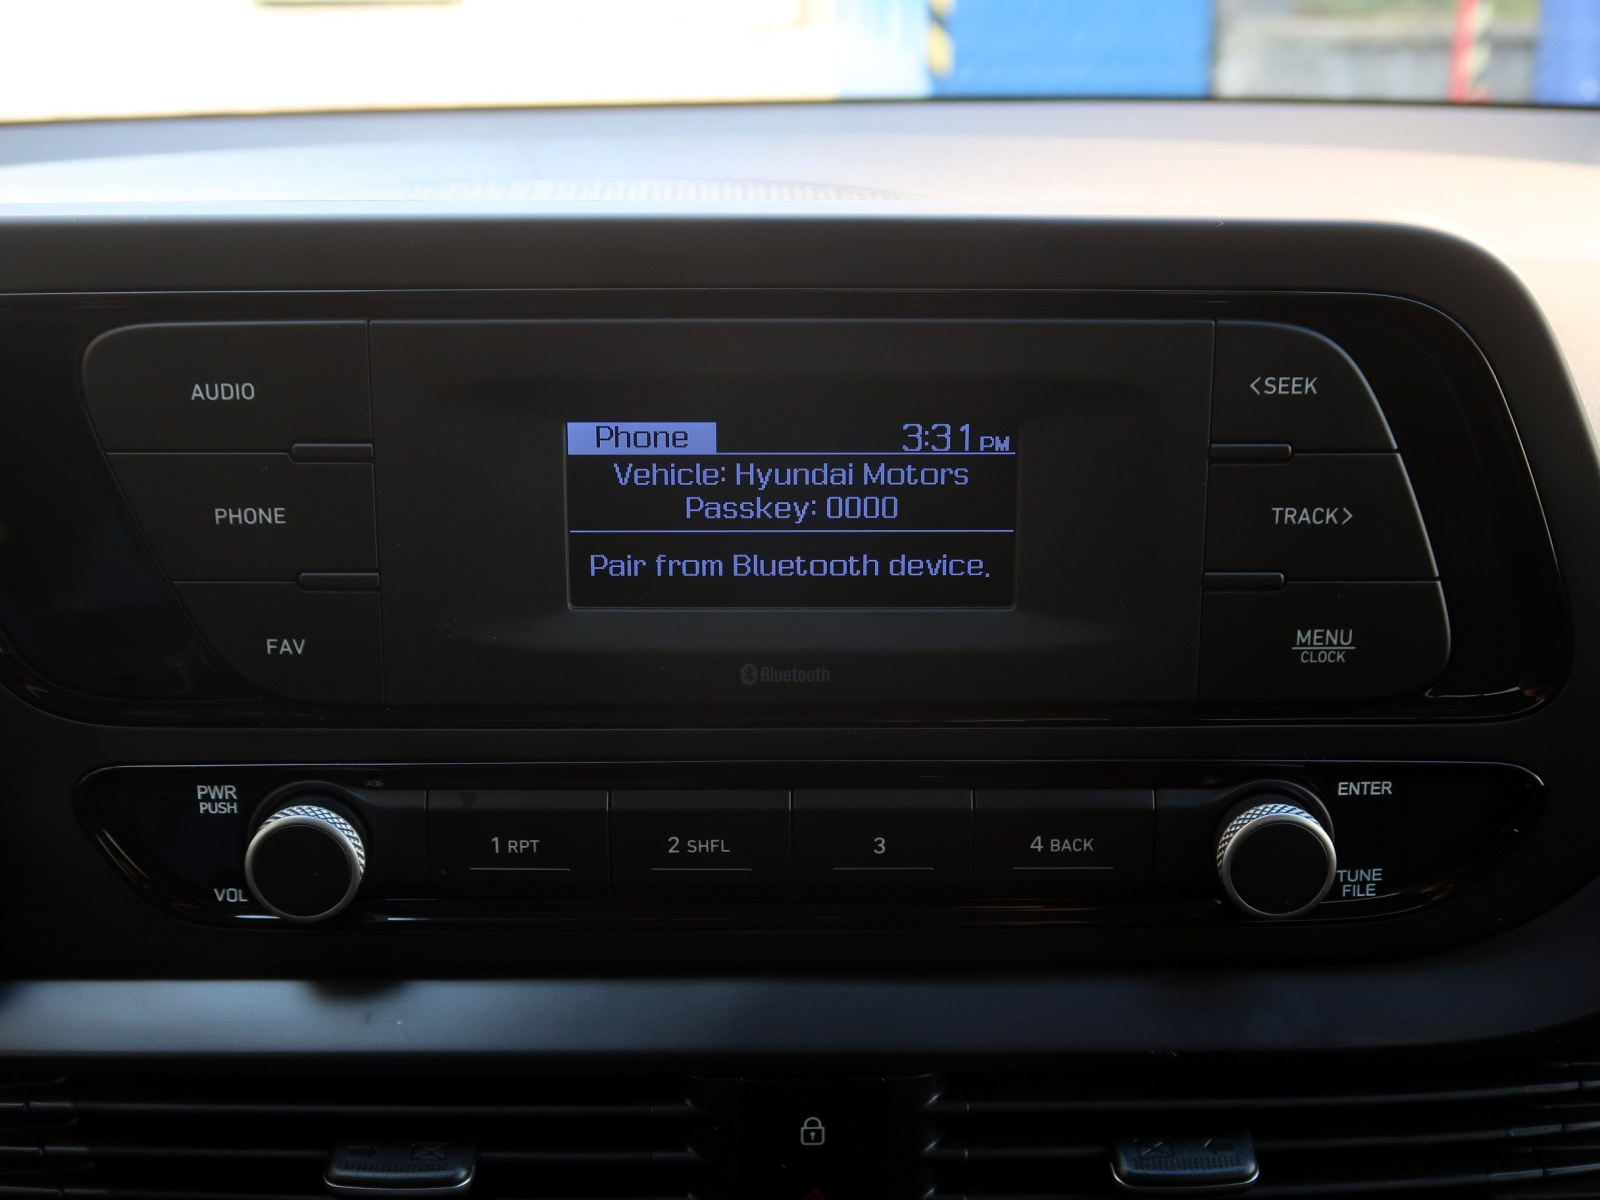 AUDIO
PHONE
FAV
Phone 3:31 PM
Vehicle: Hyundai Motors
Passkey: 0000
Pair from Bluetooth device.
Bluetooth
<SEEK
TRACK>
MENU
CLOCK
PWR
PUSH
VOL
1 RPT
2 SHFL
3
4 BACK
ENTER
TUNE
FILE